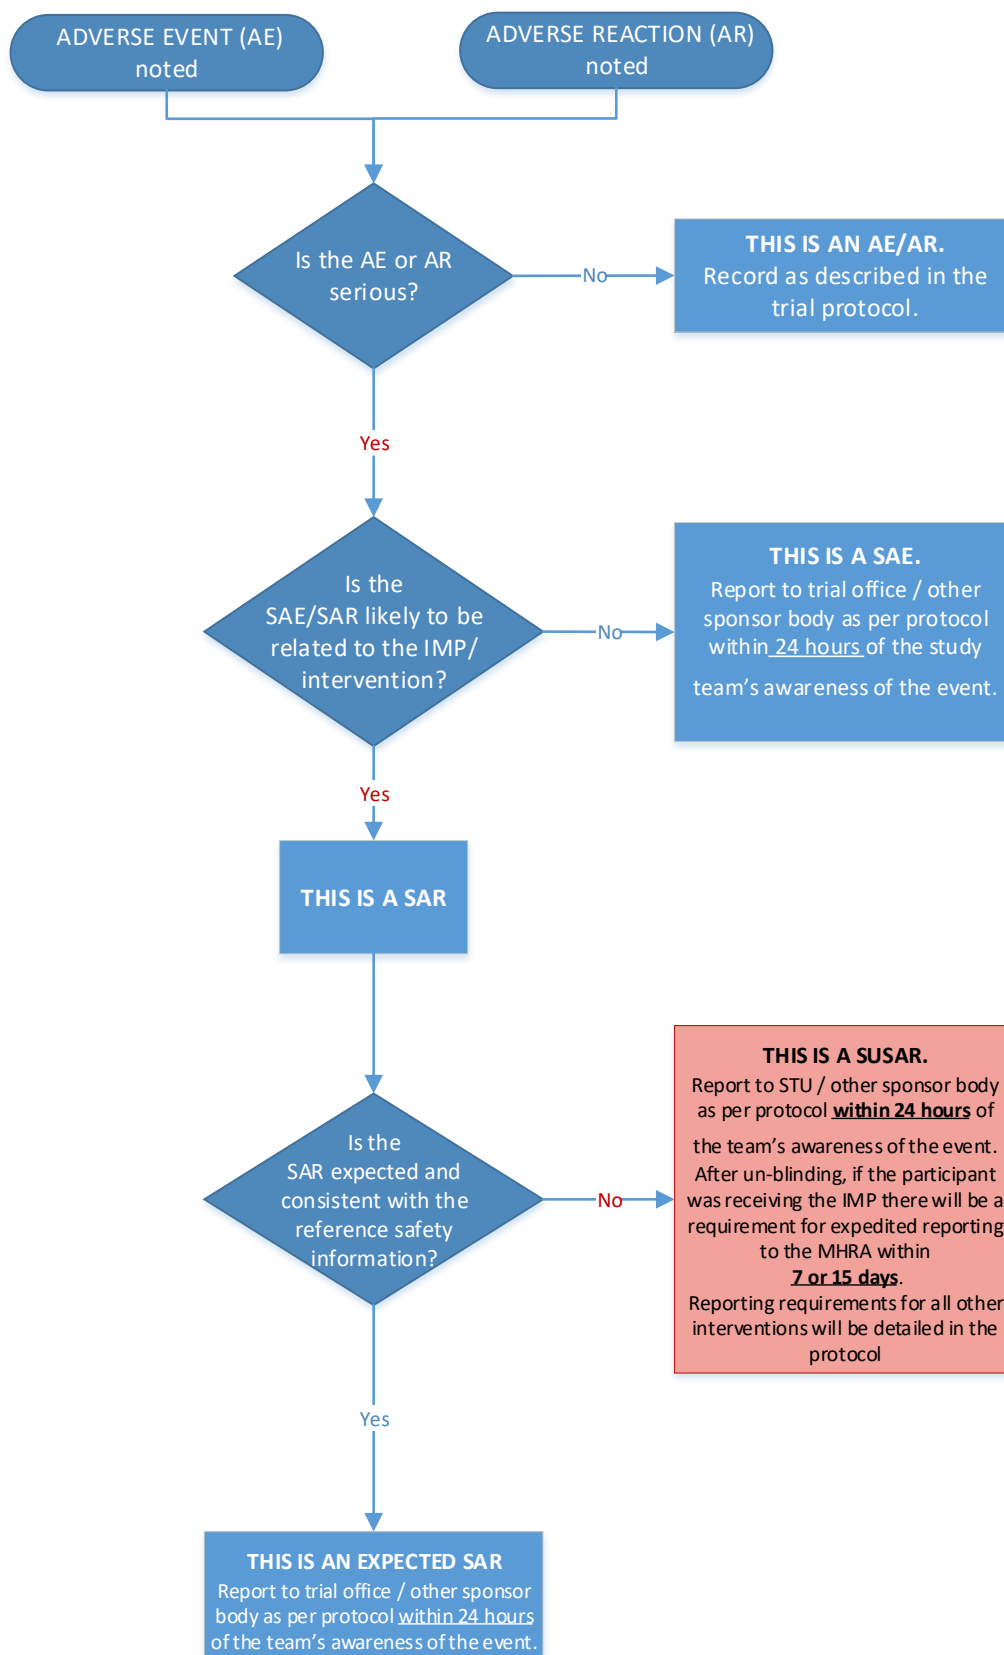 ADVERSE EVENT (AE)
noted
ADVERSE REACTION (AR)
noted
Is the AE or AR
serious?
No
THIS IS AN AE/AR.
Record as described in the
trial protocol.
Yes
Is the
SAE/SAR likely to be
related to the IMP/
intervention?
No
THIS IS A SAE.
Report to trial office / other
sponsor body as per protocol
within 24 hours of the study
team's awareness of the event.
Yes
THIS IS A SAR
Is the
SAR expected and
consistent with the
reference safety
information?
No
THIS IS A SUSAR.
Report to STU / other sponsor body
as per protocol within 24 hours of
the team's awareness of the event.
After un-blinding, if the participant
was receiving the IMP there will be a
requirement for expedited reporting
to the MHRA within
7 or 15 days.
Reporting requirements for all other
interventions will be detailed in the
protocol
Yes
THIS IS AN EXPECTED SAR
Report to trial office / other sponsor
body as per protocol within 24 hours
of the team's awareness of the event.